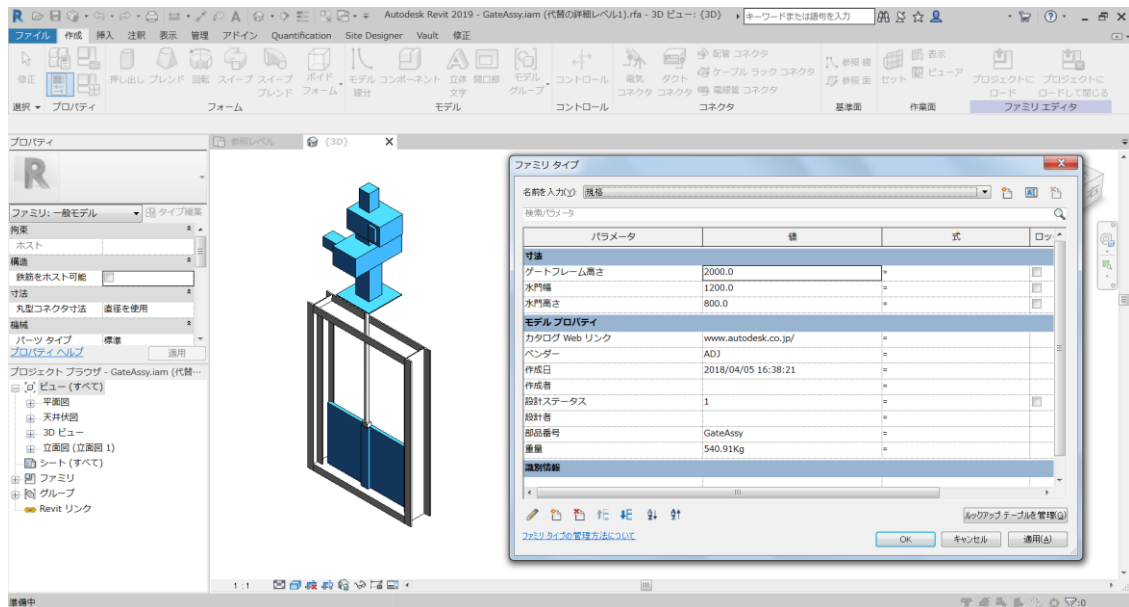 Autodesk Revit 2019 - GateAssy.iam (代替の詳細レベル1).rfa - 3D ビュー: {3D}
キーワードまたは語句を入力
ファイル 作成 挿入 注釈 表示 管理 アドイン Quantification Site Designer Vault 修正
修正 押し出し ブレンド 回転 スイープ スイープ ブレンド ボイド フォーム モデル 線分 コンポーネント 立体 文字 開口部 モデル グループ コントロール 電気 コネクタ ダクト コネクタ
配管 コネクタ
ケーブル ラック コネクタ
電線管 コネクタ
参照 線
参照 面
セット
表示
ビューア
プロジェクトに ロード
プロジェクトに ロードして閉じる
選択 プロパティ フォーム モデル コントロール コネクタ 基準面 作業面 ファミリ エディタ
プロパティ
参照レベル
{3D}
R
ファミリ: 一般モデル
タイプ編集
拘束
ホスト
構造
鉄筋をホスト可能
寸法
丸型コネクタ寸法 直径を使用
機械
パーツ タイプ 標準
プロパティ ヘルプ 適用
プロジェクト ブラウザ - GateAssy.iam (代替…
ビュー (すべて)
平面図
天井伏図
3D ビュー
立面図 (立面図 1)
シート (すべて)
ファミリ
グループ
Revit リンク
ファミリ タイプ
名前を入力(Y): 規格
検索パラメータ
パラメータ 値 式 ロッ
寸法
ゲートフレーム高さ 2000.0 =
水門幅 1200.0 =
水門高さ 800.0 =
モデル プロパティ
カタログ Web リンク www.autodesk.co.jp/ =
ベンダー ADJ =
作成日 2018/04/05 16:38:21 =
作成者 =
設計ステータス 1 =
設計者 =
部品番号 GateAssy =
重量 540.91Kg =
識別情報
ルックアップ テーブルを管理(G)
ファミリ タイプの管理方法について
OK キャンセル 適用(A)
1 : 1
準備中
:0